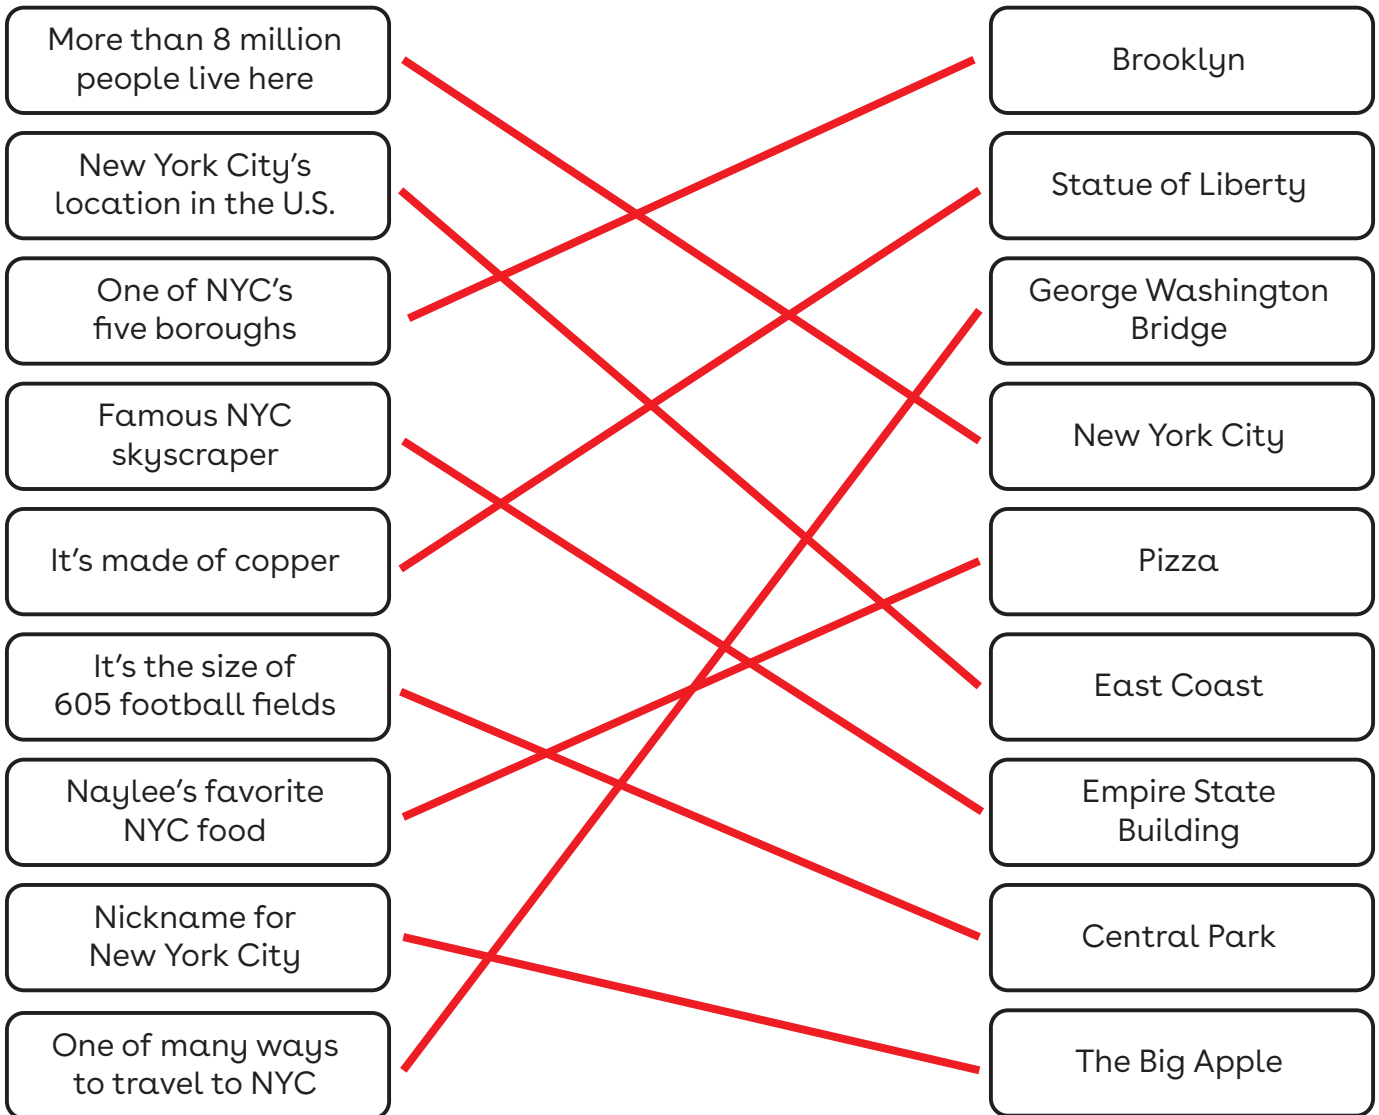 More than 8 million
people live here
New York City’s
location in the U.S.
One of NYC’s
five boroughs
Famous NYC
skyscraper
It’s made of copper
It’s the size of
605 football fields
Naylee’s favorite
NYC food
Nickname for
New York City
One of many ways
to travel to NYC
Brooklyn
Statue of Liberty
George Washington
Bridge
New York City
Pizza
East Coast
Empire State
Building
Central Park
The Big Apple